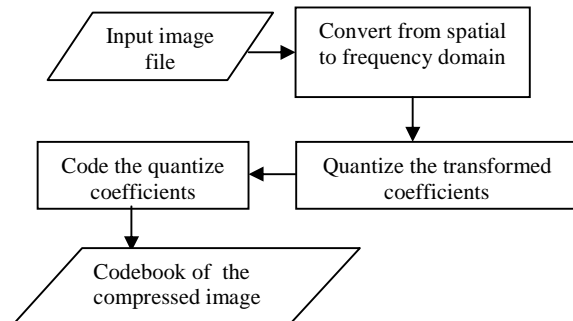 Input image
file
Convert from spatial
to frequency domain
Quantize the transformed
coefficients
Code the quantize
coefficients
Codebook of the
compressed image